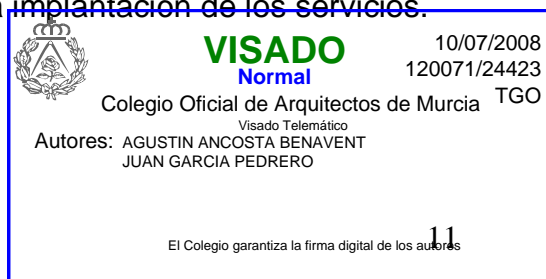 a implantación de los servicios.
VISADO 10/07/2008
Normal 120071/24423
Colegio Oficial de Arquitectos de Murcia TGO
Visado Telemático
Autores: AGUSTIN ANCOSTA BENAVENT
JUAN GARCIA PEDRERO
El Colegio garantiza la firma digital de los autores
11